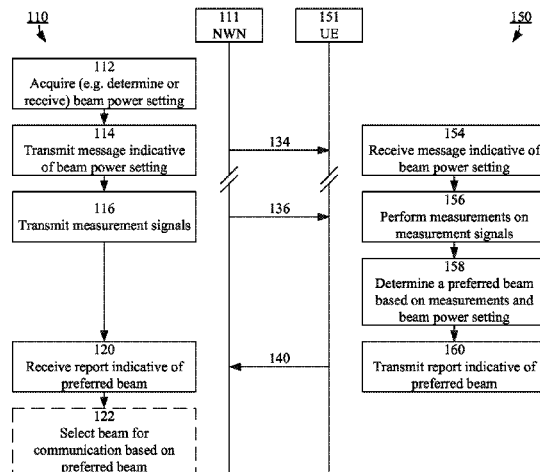 110
111
NWN
151
UE
150
112
Acquire (e.g. determine or
receive) beam power setting
114
Transmit message indicative
of beam power setting
134
154
Receive message indicative of
beam power setting
116
Transmit measurement signals
136
156
Perform measurements on
measurement signals
158
Determine a preferred beam
based on measurements and
beam power setting
120
Receive report indicative of
preferred beam
140
160
Transmit report indicative of
preferred beam
122
Select beam for
communication based on
preferred beam